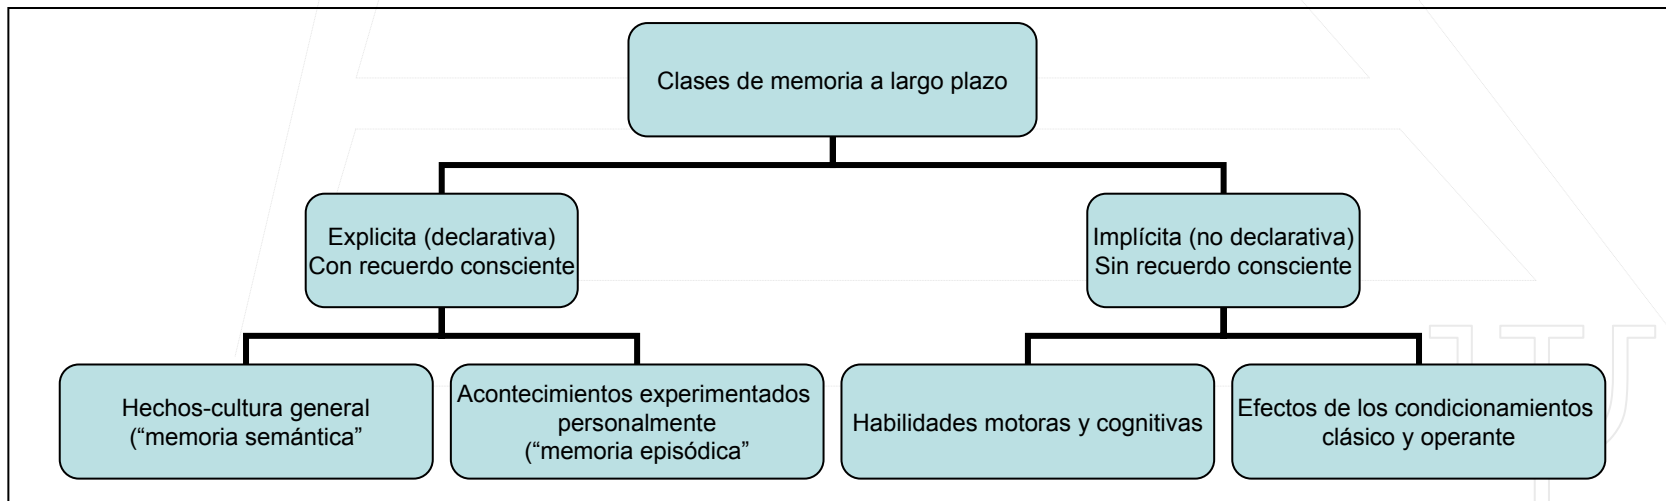 Clases de memoria a largo plazo
Explicita (declarativa)
Con recuerdo consciente
Implícita (no declarativa)
Sin recuerdo consciente
Hechos-cultura general
(“memoria semántica”
Acontecimientos experimentados
personalmente
(“memoria episódica”
Habilidades motoras y cognitivas
Efectos de los condicionamientos
clásico y operante